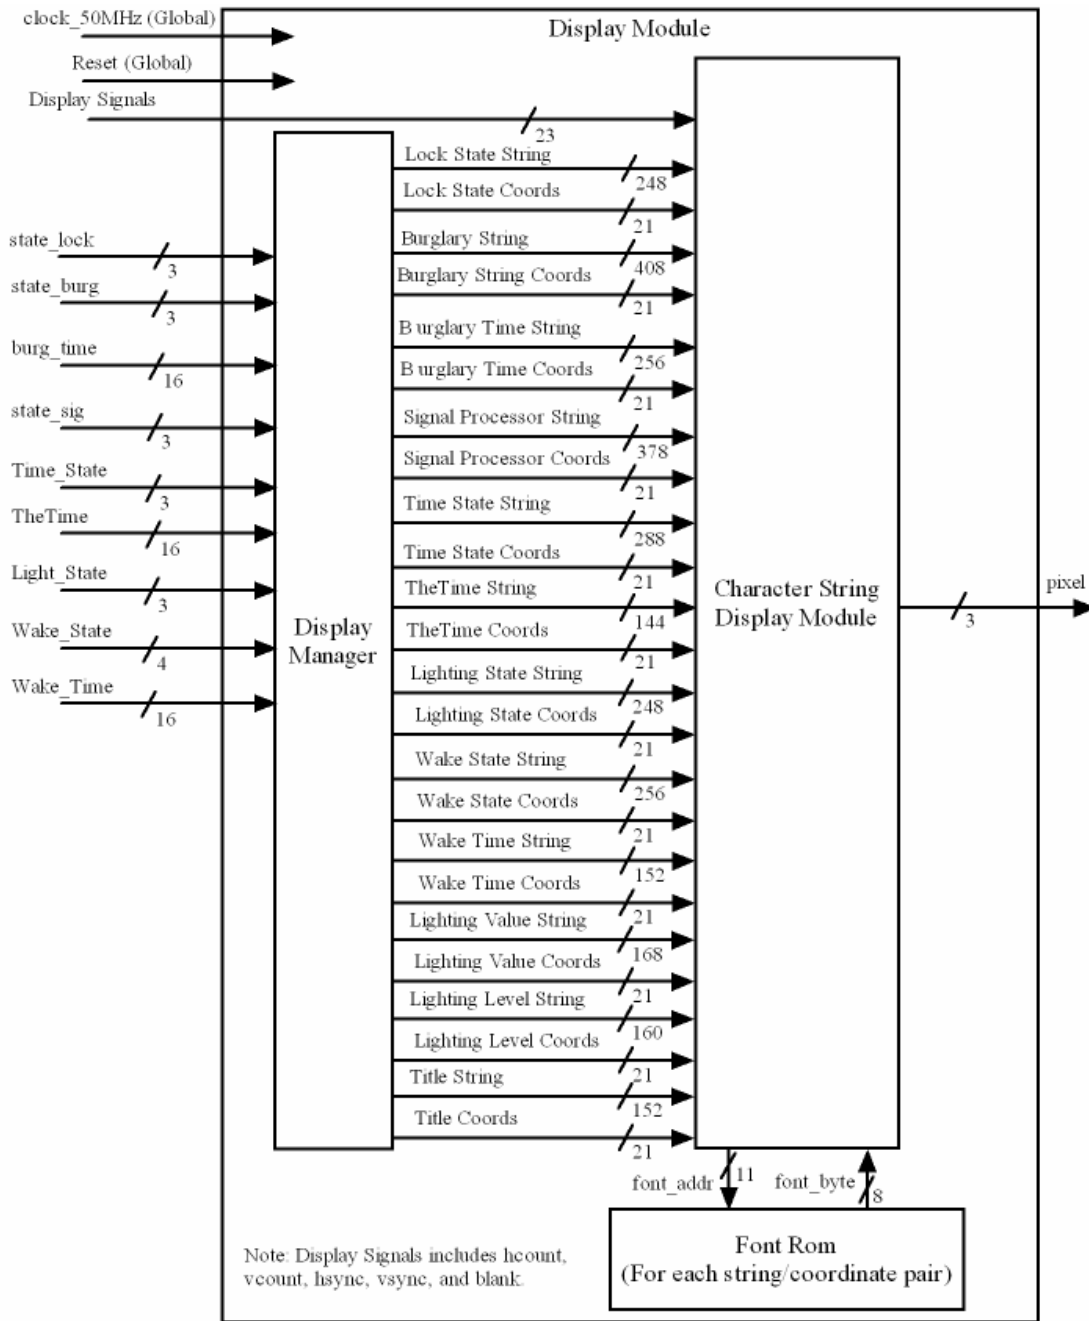 clock_50MHz (Global)
Display Module
Reset (Global)
Display Signals
23
Lock State String
248
Lock State Coords
21
state_lock
3
Burglary String
408
state_burg
3
Burglary String Coords
21
burg_time
16
Burglary Time String
256
Burglary Time Coords
21
state_sig
3
Signal Processor String
378
Signal Processor Coords
21
Time_State
3
Time State String
288
TheTime
16
Time State Coords
21
Light_State
3
TheTime String
144
TheTime Coords
21
Wake_State
4
Lighting State String
248
Wake_Time
16
Lighting State Coords
21
Wake State String
256
Wake State Coords
21
Wake Time String
152
Wake Time Coords
21
Lighting Value String
168
Lighting Value Coords
21
Lighting Level String
160
Lighting Level Coords
21
Title String
152
Title Coords
21
Display
Manager
Character String
Display Module
pixel
3
font_addr
11
font_byte
8
Font Rom
(For each string/coordinate pair)
Note: Display Signals includes hcount,
vcount, hsync, vsync, and blank.